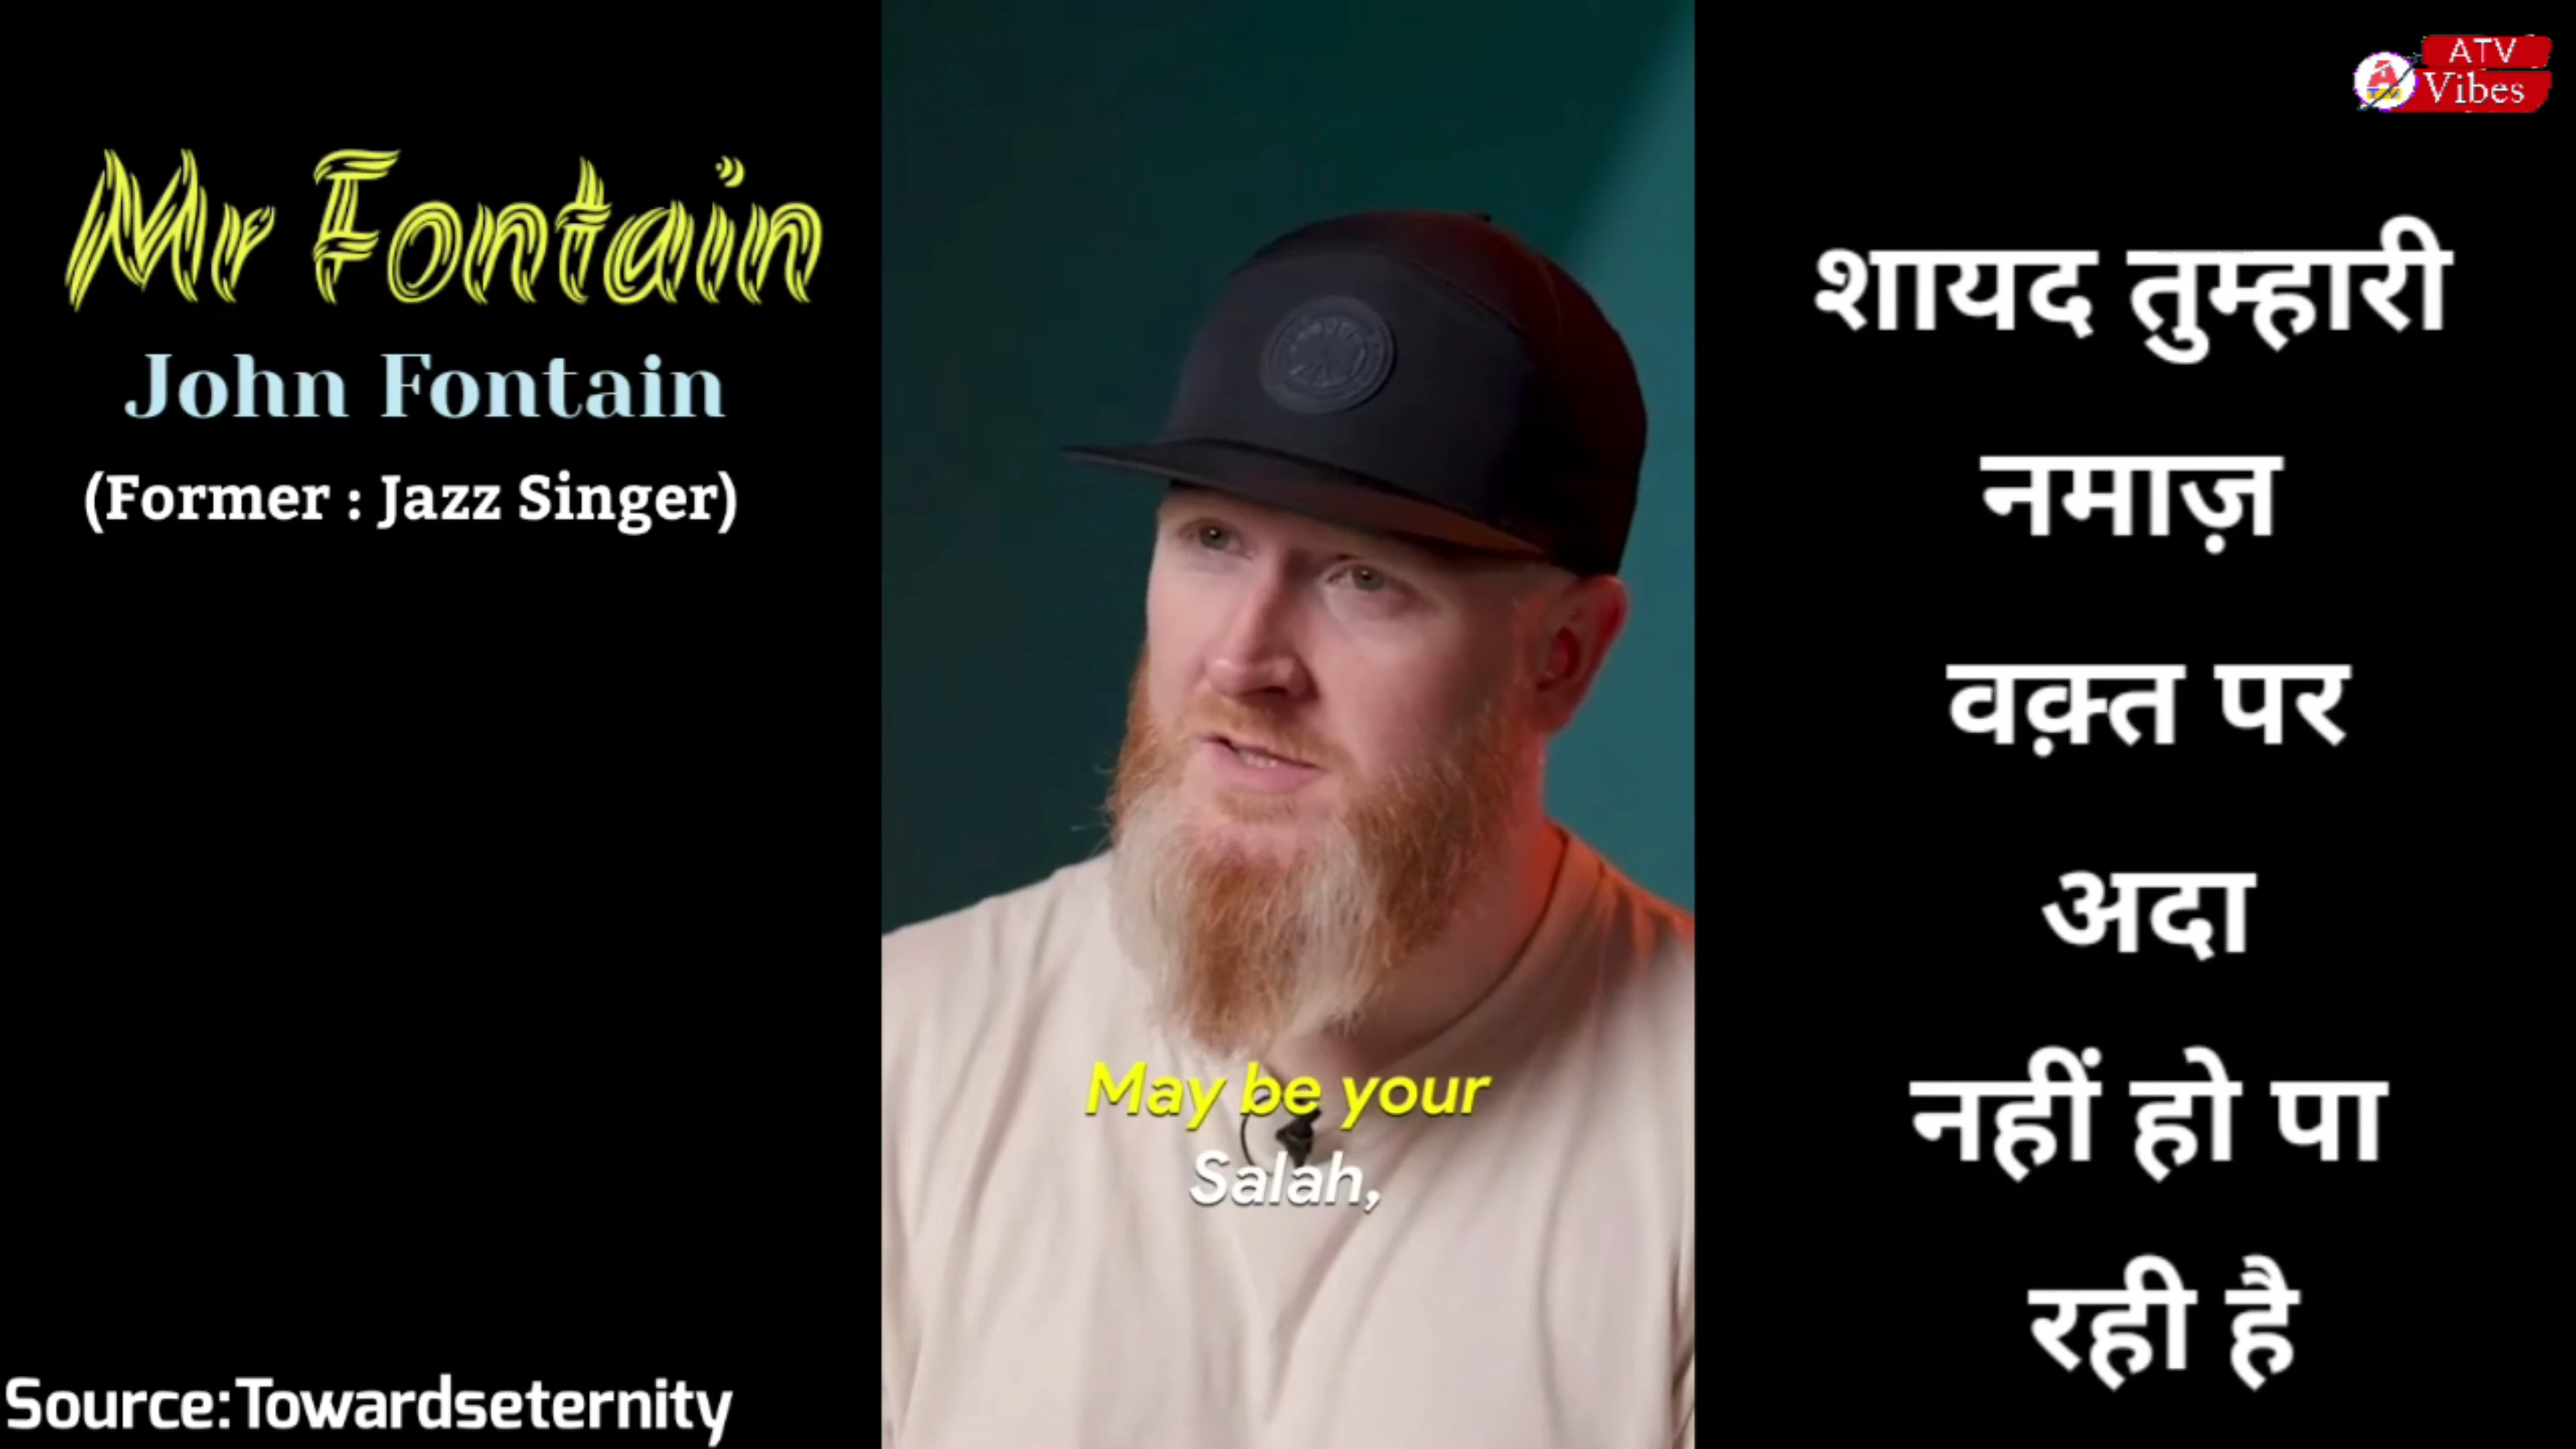 ATV
Vibes
Mr Fontain
John Fontain
(Former : Jazz Singer)
Source:Towardseternity
May be your
Salah,
शायद तुम्हारी
नमाज़
वक़्त पर
अदा
नहीं हो पा
रही है